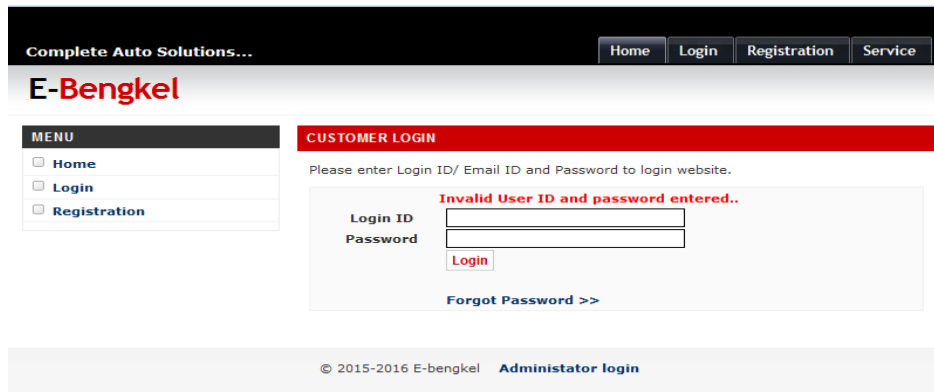 Complete Auto Solutions...
Home Login Registration Service
E-Bengkel
MENU
Home
Login
Registration
CUSTOMER LOGIN
Please enter Login ID/ Email ID and Password to login website.
Invalid User ID and password entered..
Login ID
Password
Login
Forgot Password >>
© 2015-2016 E-bengkel Administator login